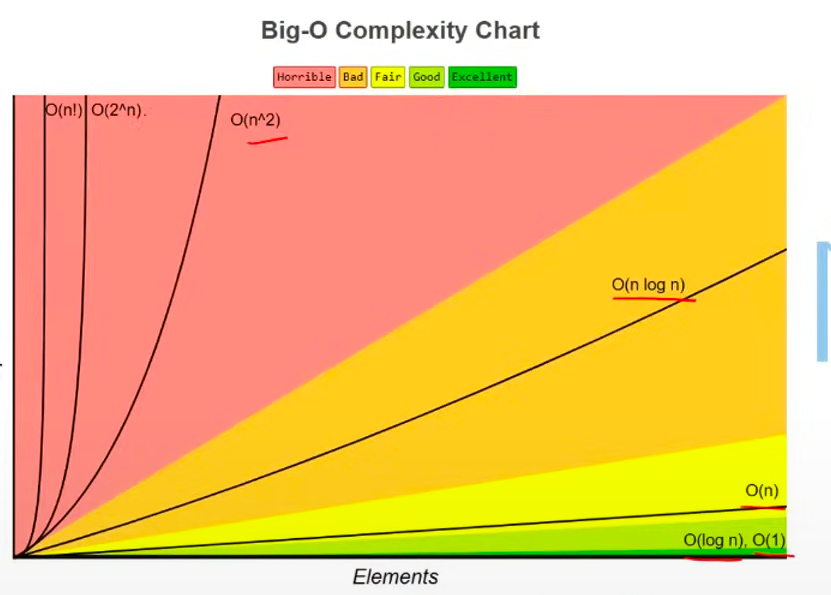 Big-O Complexity Chart
Horrible Bad Fair Good Excellent
O(n!) O(2^n).
O(n^2)
O(n log n)
O(n)
O(log n), O(1)
Elements